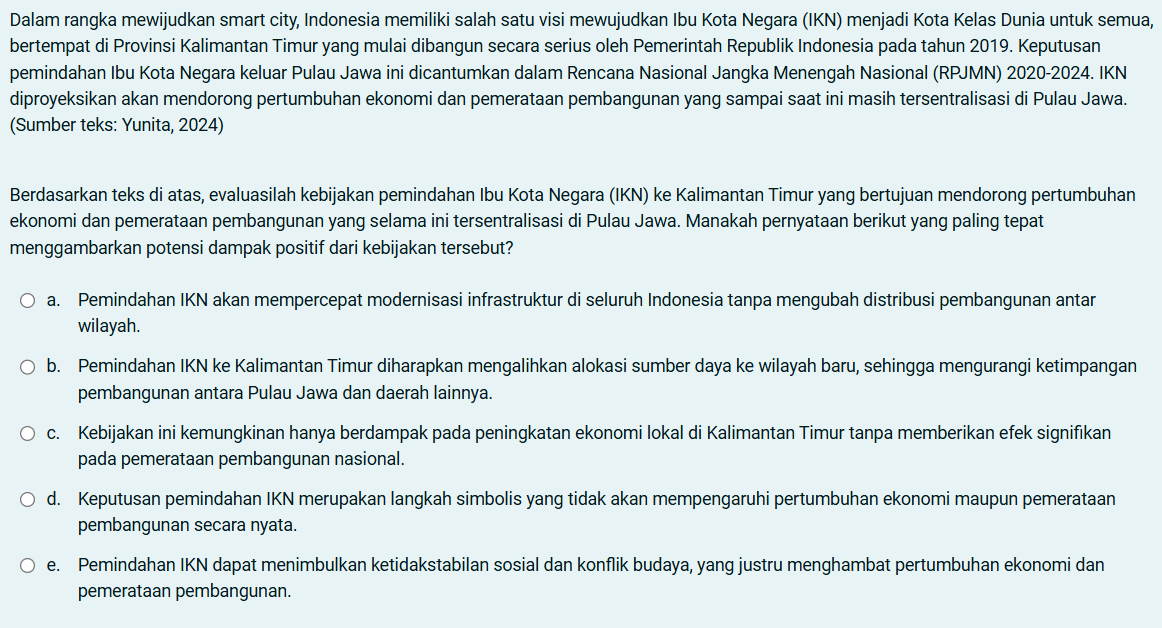 Dalam rangka mewijudkan smart city, Indonesia memiliki salah satu visi mewujudkan Ibu Kota Negara (IKN) menjadi Kota Kelas Dunia untuk semua,
bertempat di Provinsi Kalimantan Timur yang mulai dibangun secara serius oleh Pemerintah Republik Indonesia pada tahun 2019. Keputusan
pemindahan Ibu Kota Negara keluar Pulau Jawa ini dicantumkan dalam Rencana Nasional Jangka Menengah Nasional (RPJMN) 2020-2024. IKN
diproyeksikan akan mendorong pertumbuhan ekonomi dan pemerataan pembangunan yang sampai saat ini masih tersentralisasi di Pulau Jawa.
(Sumber teks: Yunita, 2024)
Berdasarkan teks di atas, evaluasilah kebijakan pemindahan Ibu Kota Negara (IKN) ke Kalimantan Timur yang bertujuan mendorong pertumbuhan
ekonomi dan pemerataan pembangunan yang selama ini tersentralisasi di Pulau Jawa. Manakah pernyataan berikut yang paling tepat
menggambarkan potensi dampak positif dari kebijakan tersebut?
a. Pemindahan IKN akan mempercepat modernisasi infrastruktur di seluruh Indonesia tanpa mengubah distribusi pembangunan antar
wilayah.
b. Pemindahan IKN ke Kalimantan Timur diharapkan mengalihkan alokasi sumber daya ke wilayah baru, sehingga mengurangi ketimpangan
pembangunan antara Pulau Jawa dan daerah lainnya.
c. Kebijakan ini kemungkinan hanya berdampak pada peningkatan ekonomi lokal di Kalimantan Timur tanpa memberikan efek signifikan
pada pemerataan pembangunan nasional.
d. Keputusan pemindahan IKN merupakan langkah simbolis yang tidak akan mempengaruhi pertumbuhan ekonomi maupun pemerataan
pembangunan secara nyata.
e. Pemindahan IKN dapat menimbulkan ketidakstabilan sosial dan konflik budaya, yang justru menghambat pertumbuhan ekonomi dan
pemerataan pembangunan.